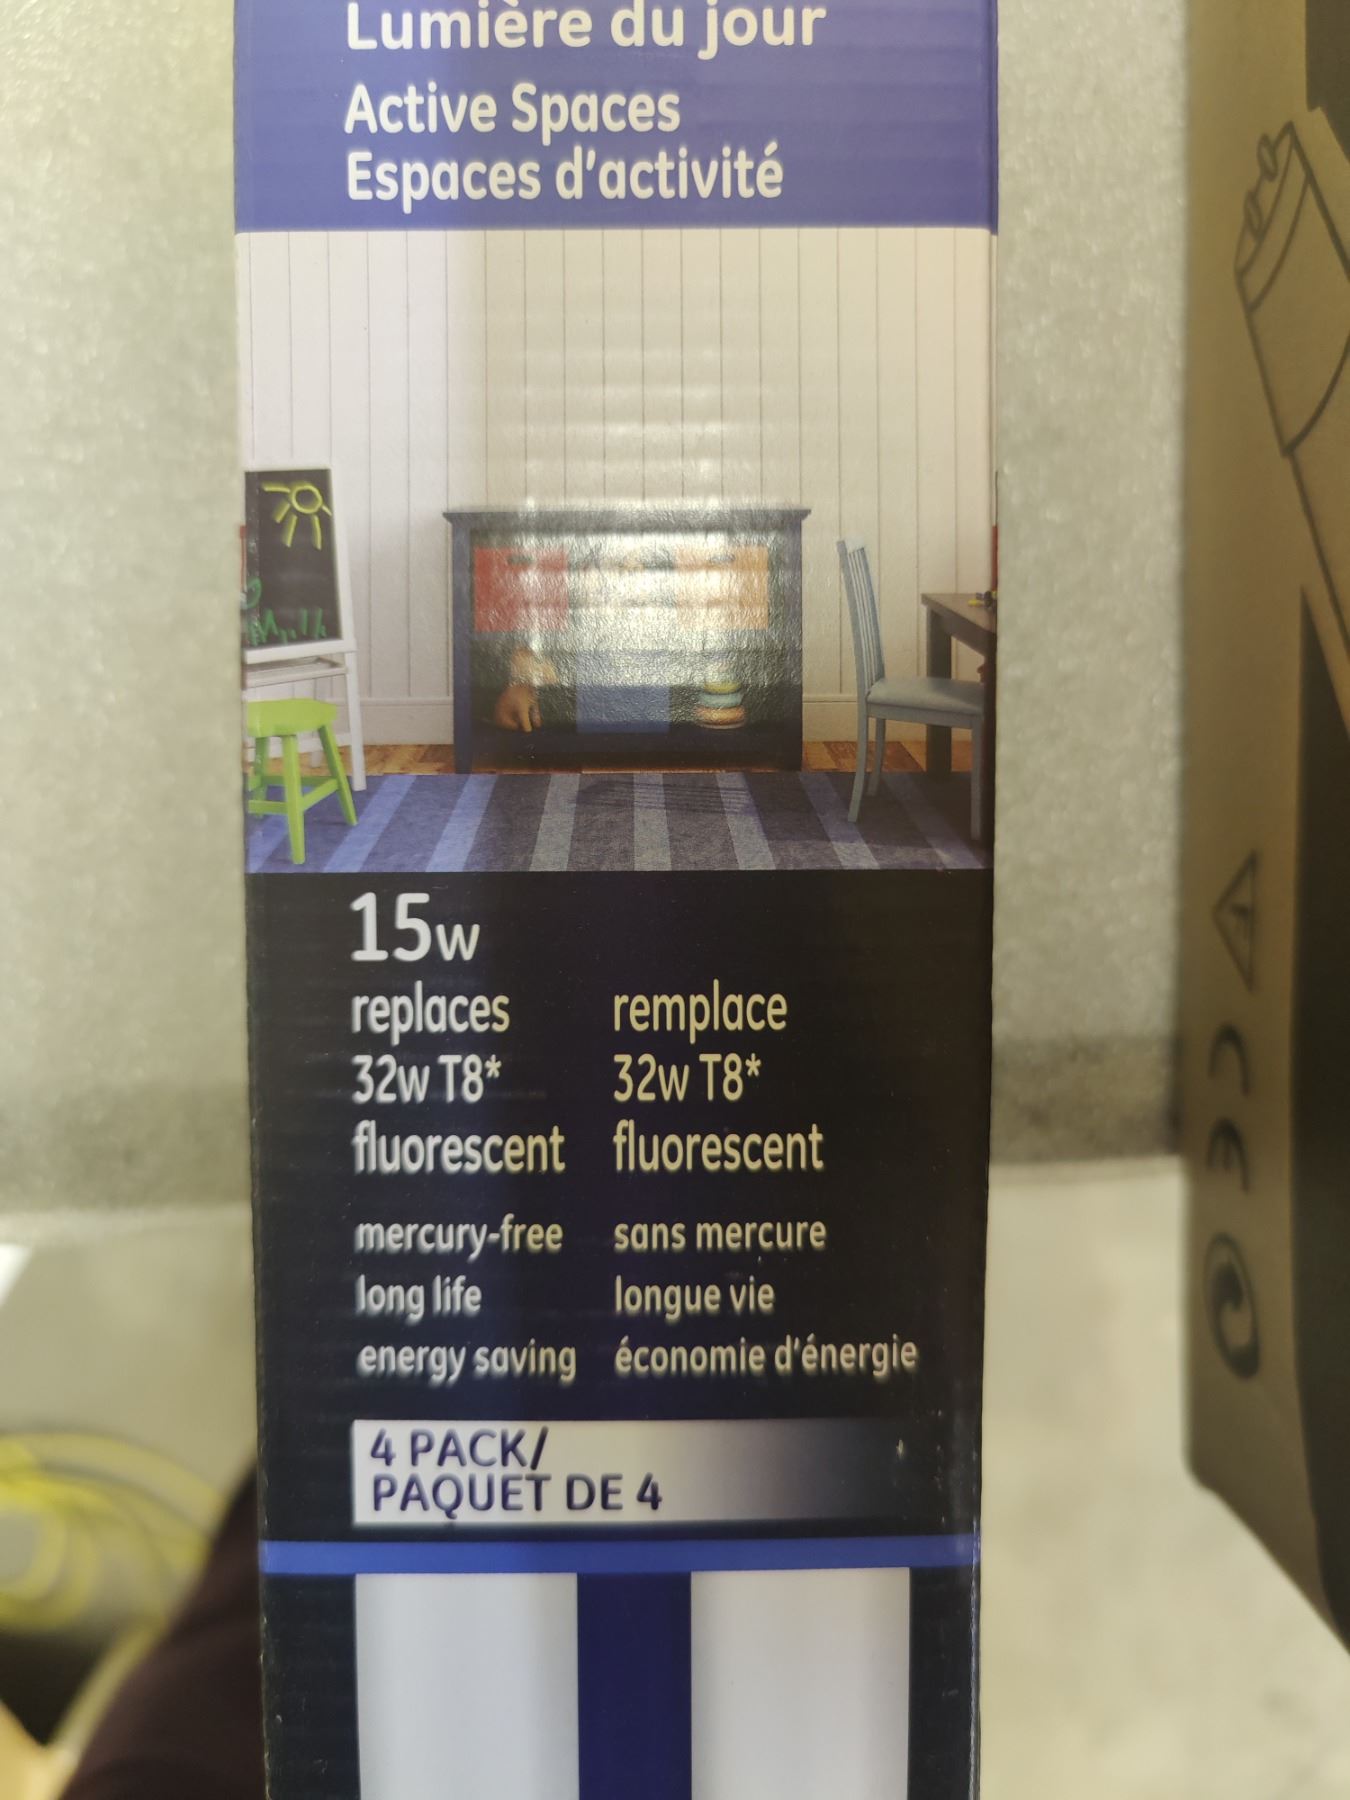 Lumière du jour
Active Spaces
Espaces d'activité
15w
replaces
32w T8*
fluorescent
remplace
32w T8*
fluorescent
mercury-free
long life
energy saving
sans mercure
longue vie
économie d'énergie
4 PACK/
PAQUET DE 4
F
CE